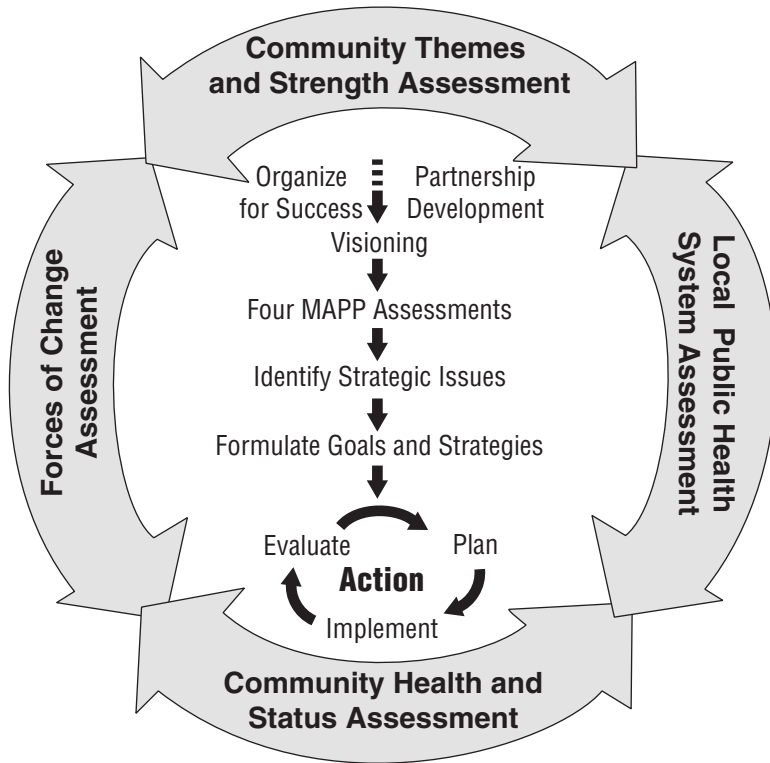 Community Themes
and Strength Assessment
Organize
for Success
Partnership
Development
Visioning
Four MAPP Assessments
Identify Strategic Issues
Formulate Goals and Strategies
Evaluate
Plan
Action
Implement
Forces of Change
Assessment
Local Public Health
System Assessment
Community Health and
Status Assessment